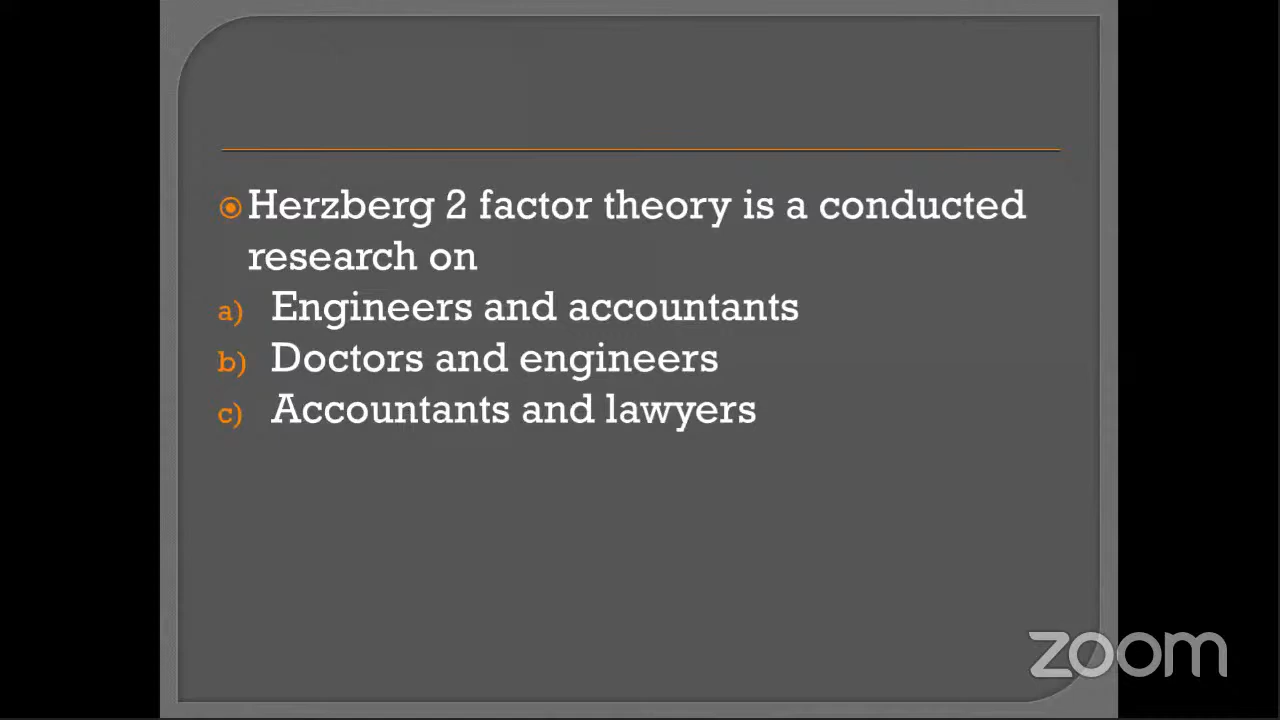 Herzberg 2 factor theory is a conducted
research on
a) Engineers and accountants
b) Doctors and engineers
c) Accountants and lawyers
zoom